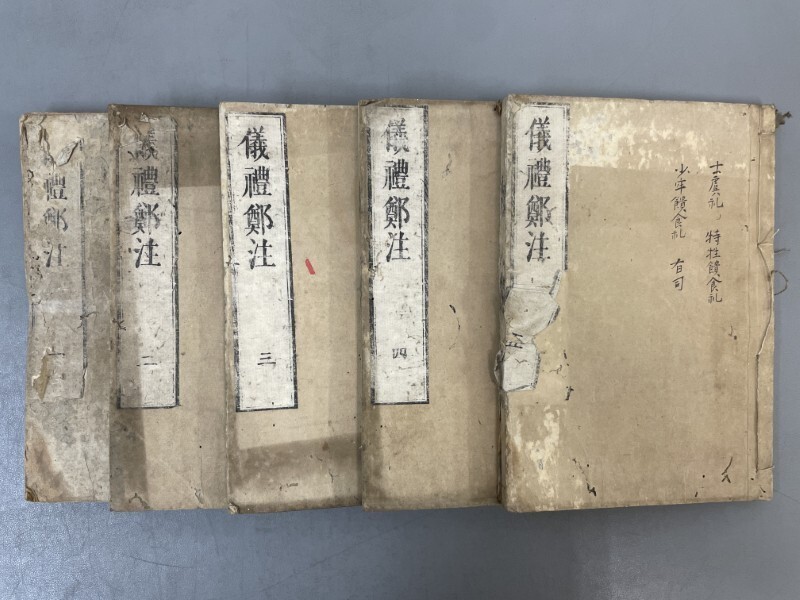 禮鄭注
一
儀禮鄭注
二
儀禮鄭注
三
儀禮鄭注
四
儀禮鄭注
士虞礼 特牲饋食礼
少牢饋食礼 有司